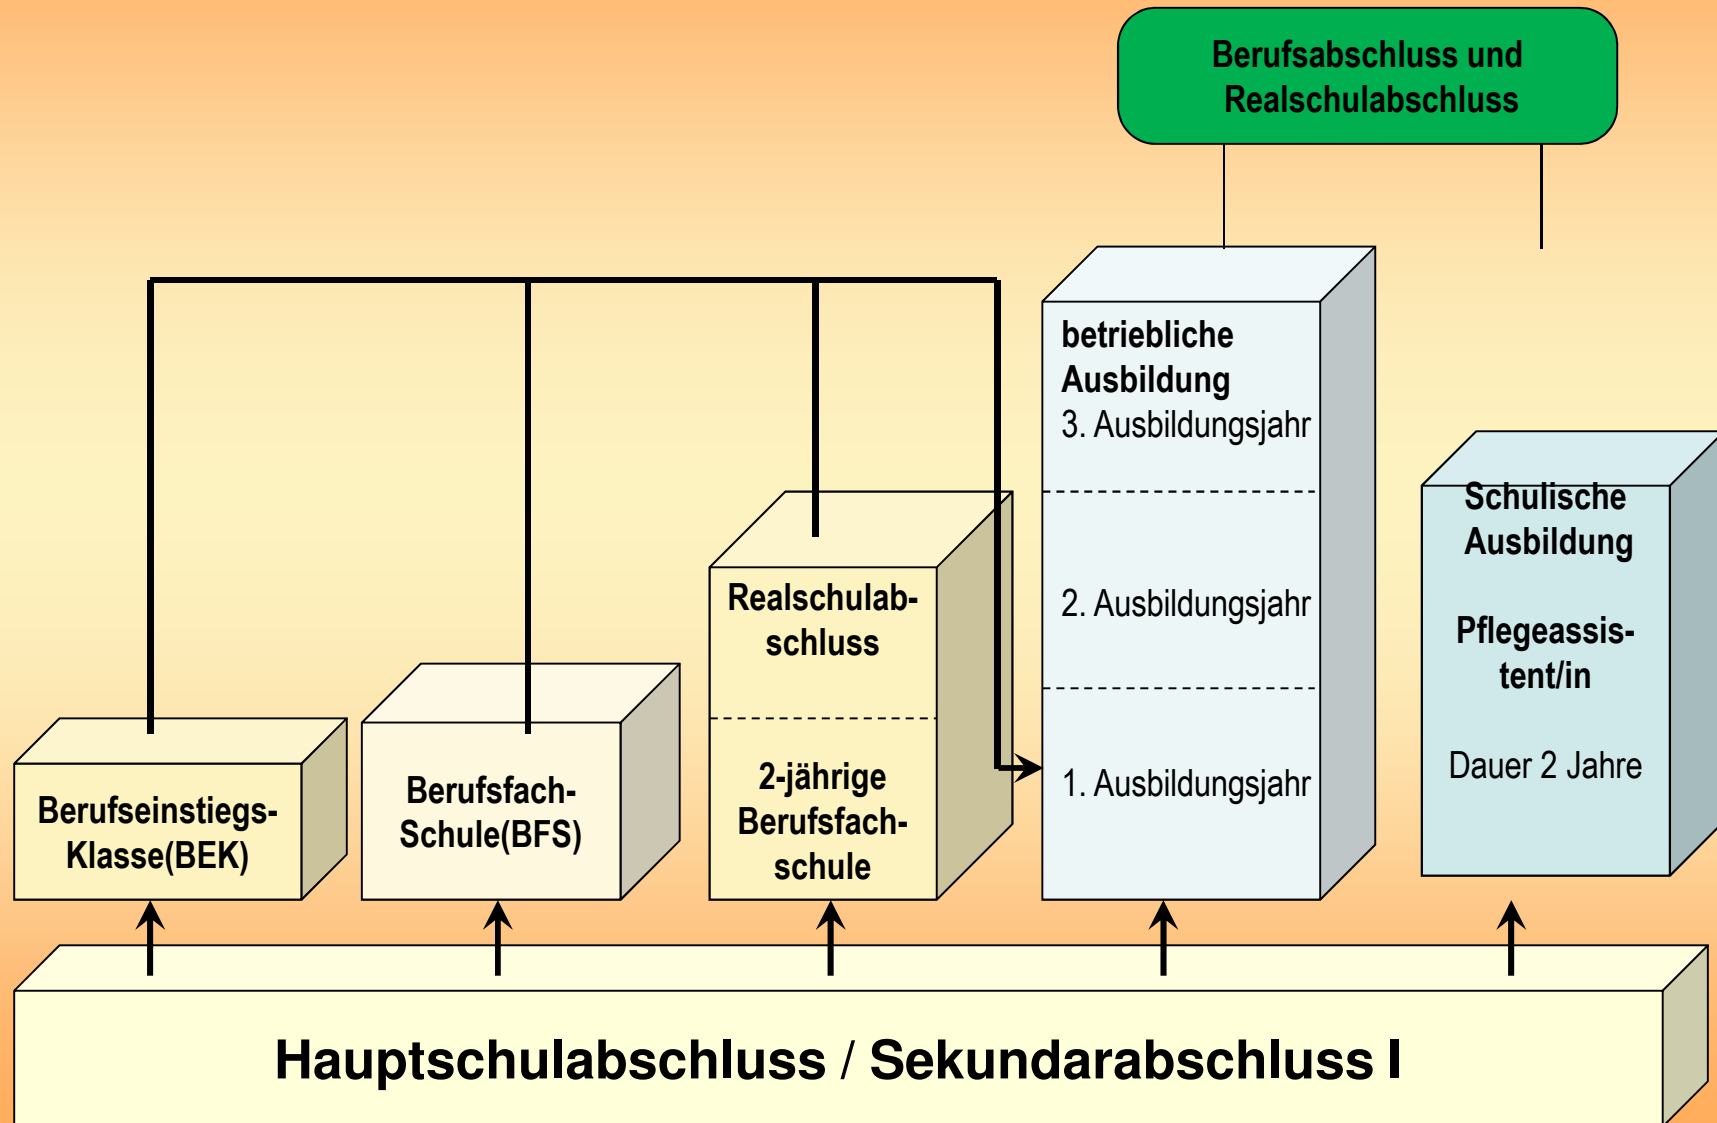 Berufsabschluss und
Realschulabschluss
betriebliche
Ausbildung
3. Ausbildungsjahr
2. Ausbildungsjahr
1. Ausbildungsjahr
Schulische
Ausbildung
Pflegeassis-
tent/in
Dauer 2 Jahre
Realschulab-
schluss
2-jährige
Berufsfach-
schule
Berufsfach-
Schule(BFS)
Berufseinstiegs-
Klasse(BEK)
Hauptschulabschluss / Sekundarabschluss I